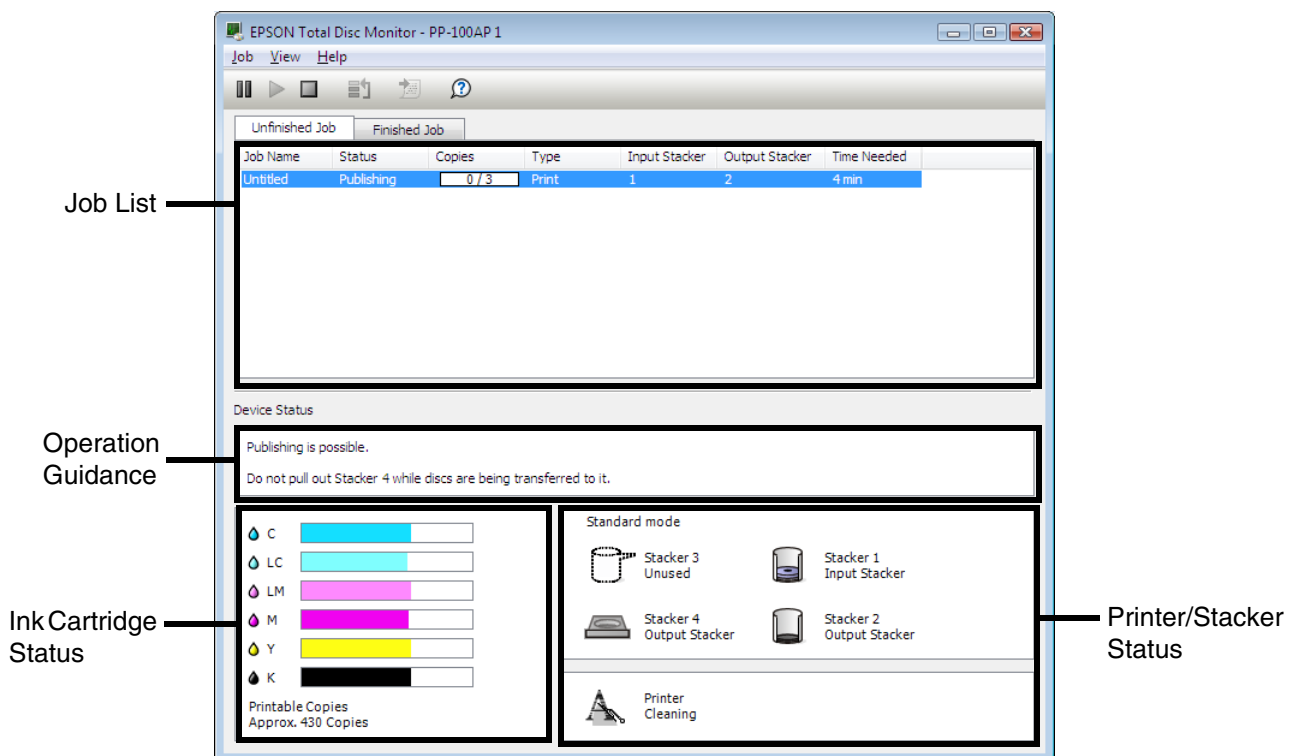 EPSON Total Disc Monitor - PP-100AP 1
Job View Help
Unfinished Job Finished Job
Job Name Status Copies Type Input Stacker Output Stacker Time Needed
Untitled Publishing 0 / 3 Print 1 2 4 min
Job List
Device Status
Operation
Guidance
Publishing is possible.
Do not pull out Stacker 4 while discs are being transferred to it.
Ink Cartridge
Status
C
LC
LM
M
Y
K
Printable Copies
Approx. 430 Copies
Standard mode
Stacker 3
Unused
Stacker 1
Input Stacker
Stacker 4
Output Stacker
Stacker 2
Output Stacker
Printer
Cleaning
Printer/Stacker
Status